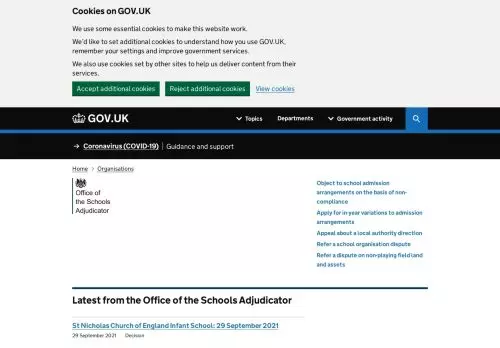 Cookies on GOV.UK
We use some essential cookies to make this website work.
We'd like to set additional cookies to understand how you use GOV.UK,
remember your settings and improve government services.
We also use cookies set by other sites to help us deliver content from their
services.
Accept additional cookies Reject additional cookies View cookies
GOV.UK Topics Departments Government activity
→ Coronavirus (COVID-19) Guidance and support
Home > Organisations
Office of
the Schools
Adjudicator
Object to school admission
arrangements on the basis of non-
compliance
Apply for in-year variations to admission
arrangements
Appeal about a local authority direction
Refer a school organisation dispute
Refer a dispute on non-playing field land
and assets
Latest from the Office of the Schools Adjudicator
St Nicholas Church of England Infant School: 29 September 2021
29 September 2021 Decision